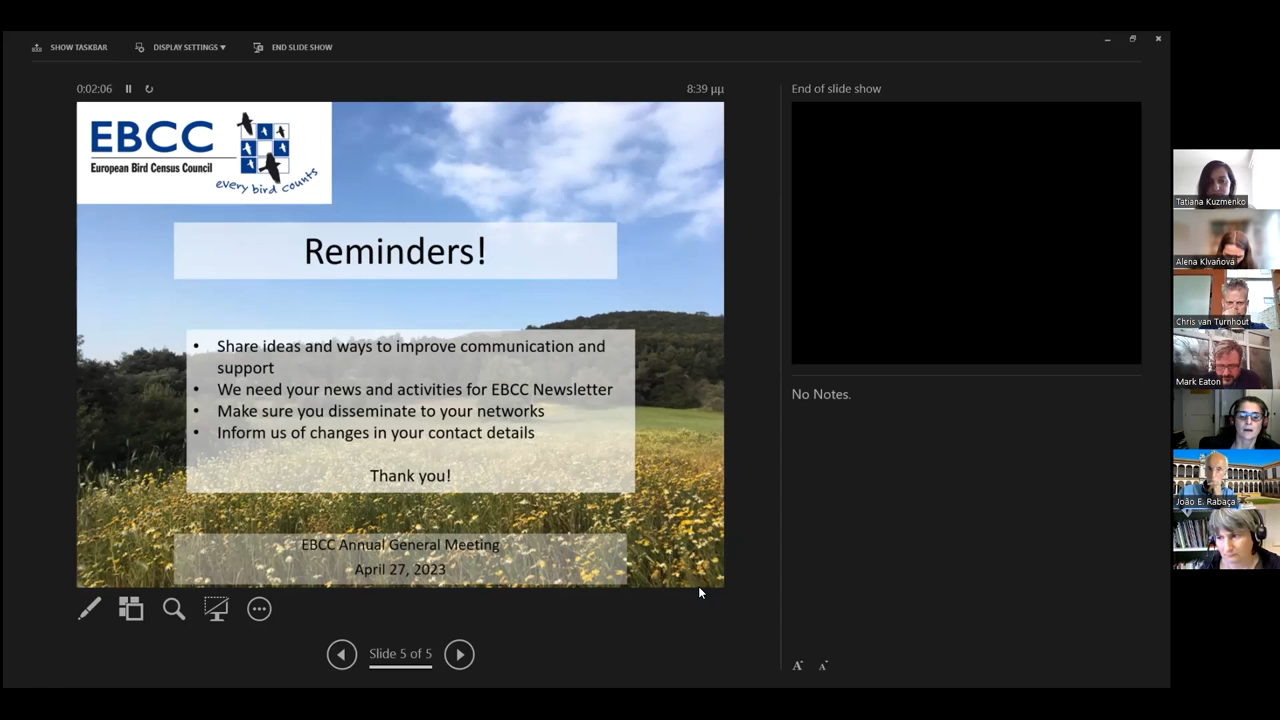 SHOW TASKBAR
DISPLAY SETTINGS ▾
END SLIDE SHOW
0:02:06
8:39 μμ
End of slide show
EBCC
European Bird Census Council
every bird counts
Reminders!
• Share ideas and ways to improve communication and
support
• We need your news and activities for EBCC Newsletter
• Make sure you disseminate to your networks
• Inform us of changes in your contact details
Thank you!
EBCC Annual General Meeting
April 27, 2023
Slide 5 of 5
No Notes.
A
A
Tatiana Kuzmenko
Alena Klvaňová
Chris van Turnhout
Mark Eaton
João E. Rabaça